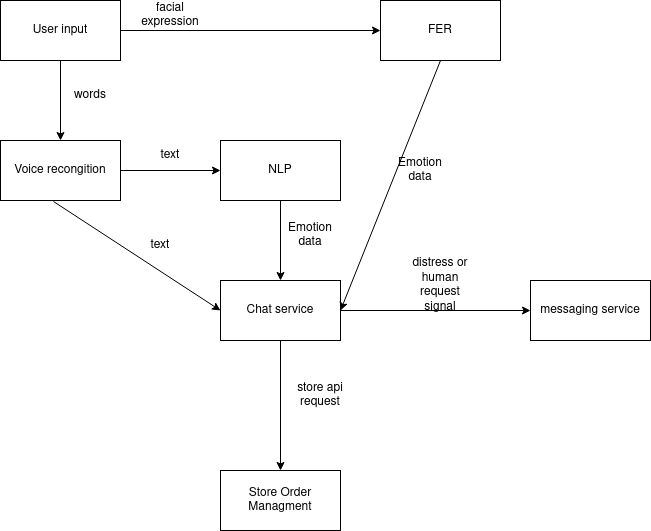 facial
expression
User input
FER
words
Voice recongition
text
NLP
Emotion
data
Emotion
data
text
distress or
human
request
signal
Chat service
messaging service
store api
request
Store Order
Managment